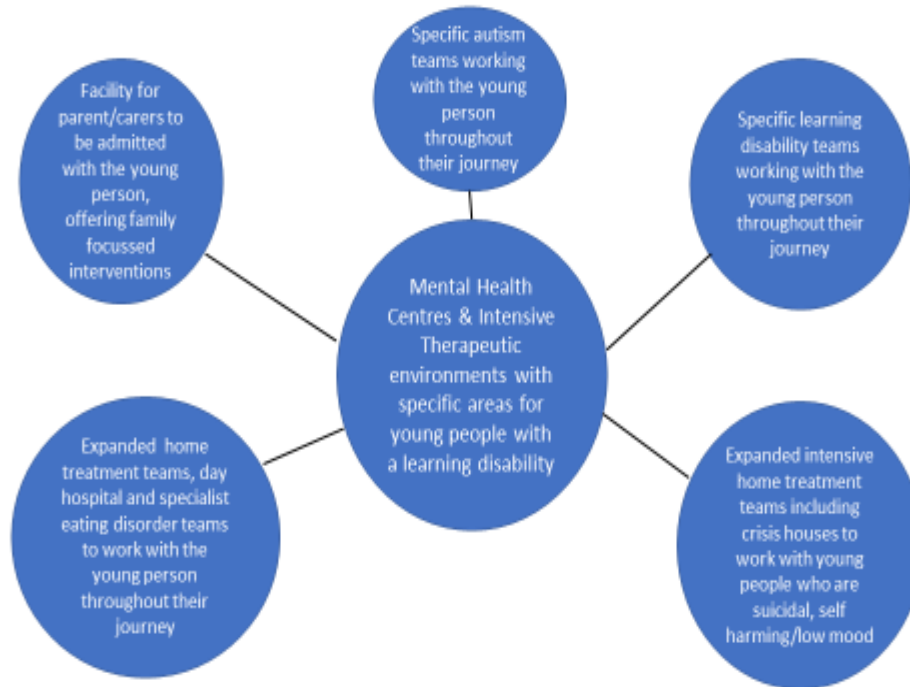 Specific autism
teams working
with the young
person
throughout
their journey
Facility for
parent/carers to
be admitted
with the young
person,
offering family
focussed
interventions
Specific learning
disability teams
working with the
young person
throughout their
journey
Mental Health
Centres & Intensive
Therapeutic
environments with
specific areas for
young people with
a learning disability
Expanded home
treatment teams, day
hospital and specialist
eating disorder teams
to work with the
young person
throughout their
journey
Expanded intensive
home treatment
teams including
crisis houses to
work with young
people who are
suicidal, self
harming/low mood